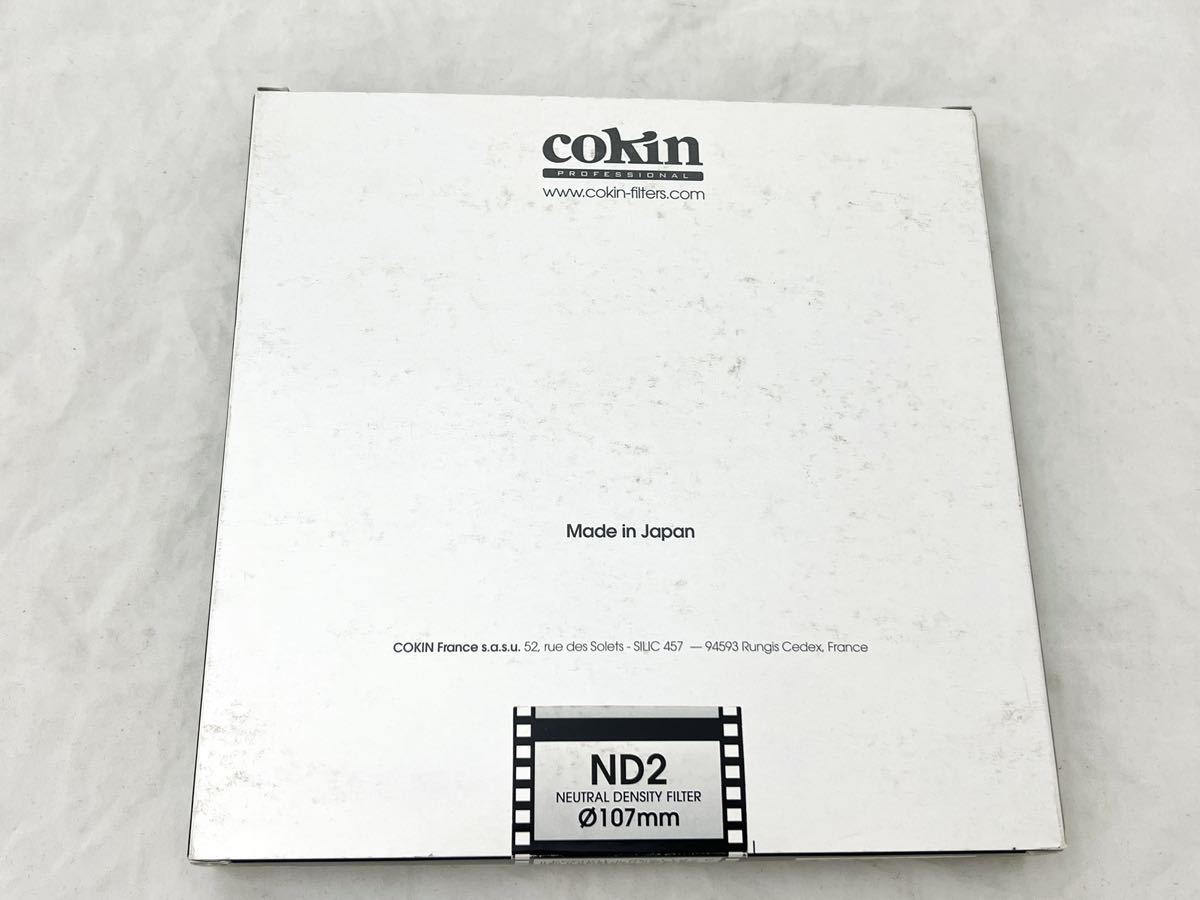 cokin
PROFESSIONAL
www.cokin-filters.com
Made in Japan
COKIN France s.a.s.u. 52, rue des Solets - SILIC 457 — 94593 Rungis Cedex, France
ND2
NEUTRAL DENSITY FILTER
Ø107mm